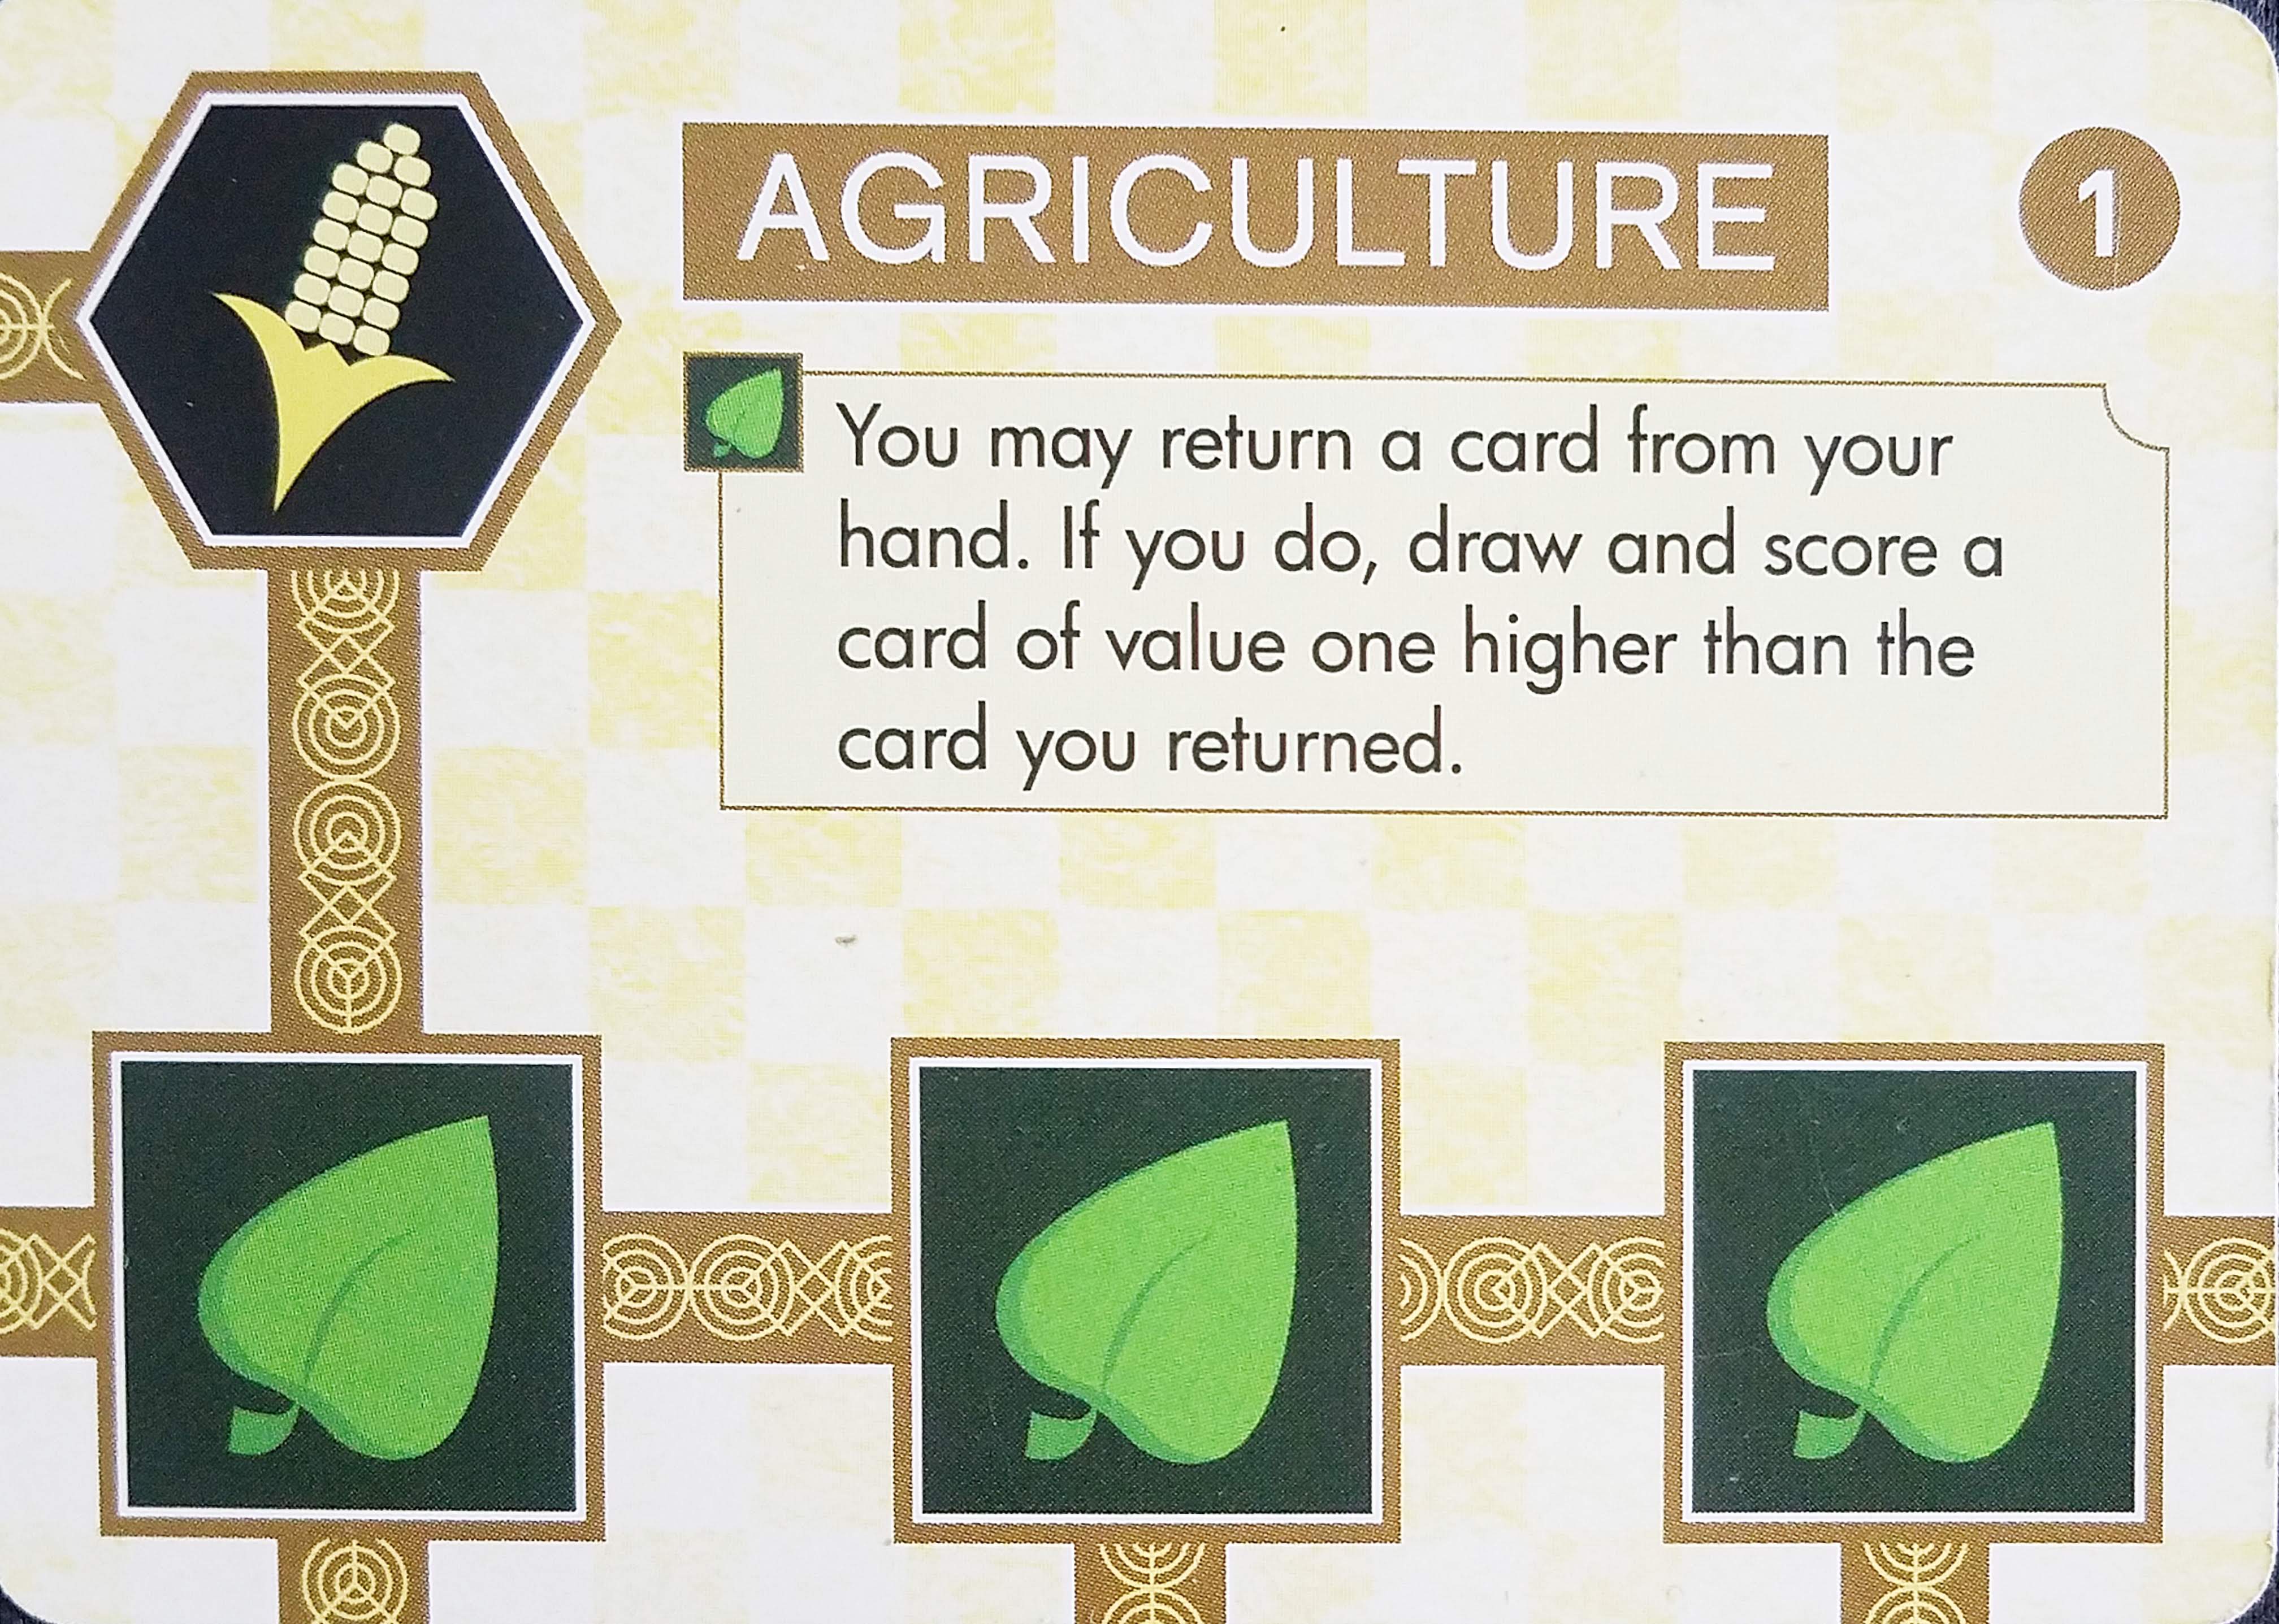 AGRICULTURE
1
You may return a card from your
hand. If you do, draw and score a
card of value one higher than the
card you returned.